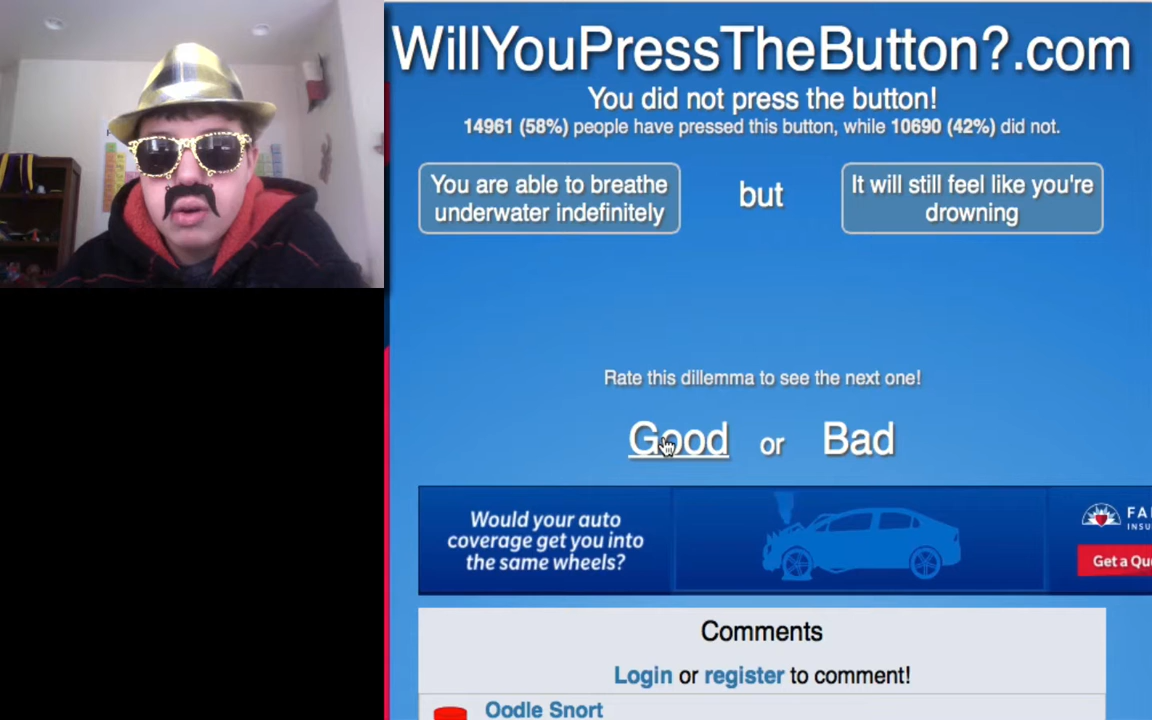 WillYouPressTheButton?.com
You did not press the button!
14961 (58%) people have pressed this button, while 10690 (42%) did not.
You are able to breathe
underwater indefinitely
but
It will still feel like you're
drowning
Rate this dillemma to see the next one!
Good or Bad
Would your auto
coverage get you into
the same wheels?
Comments
Login or register to comment!
Oodle Snort